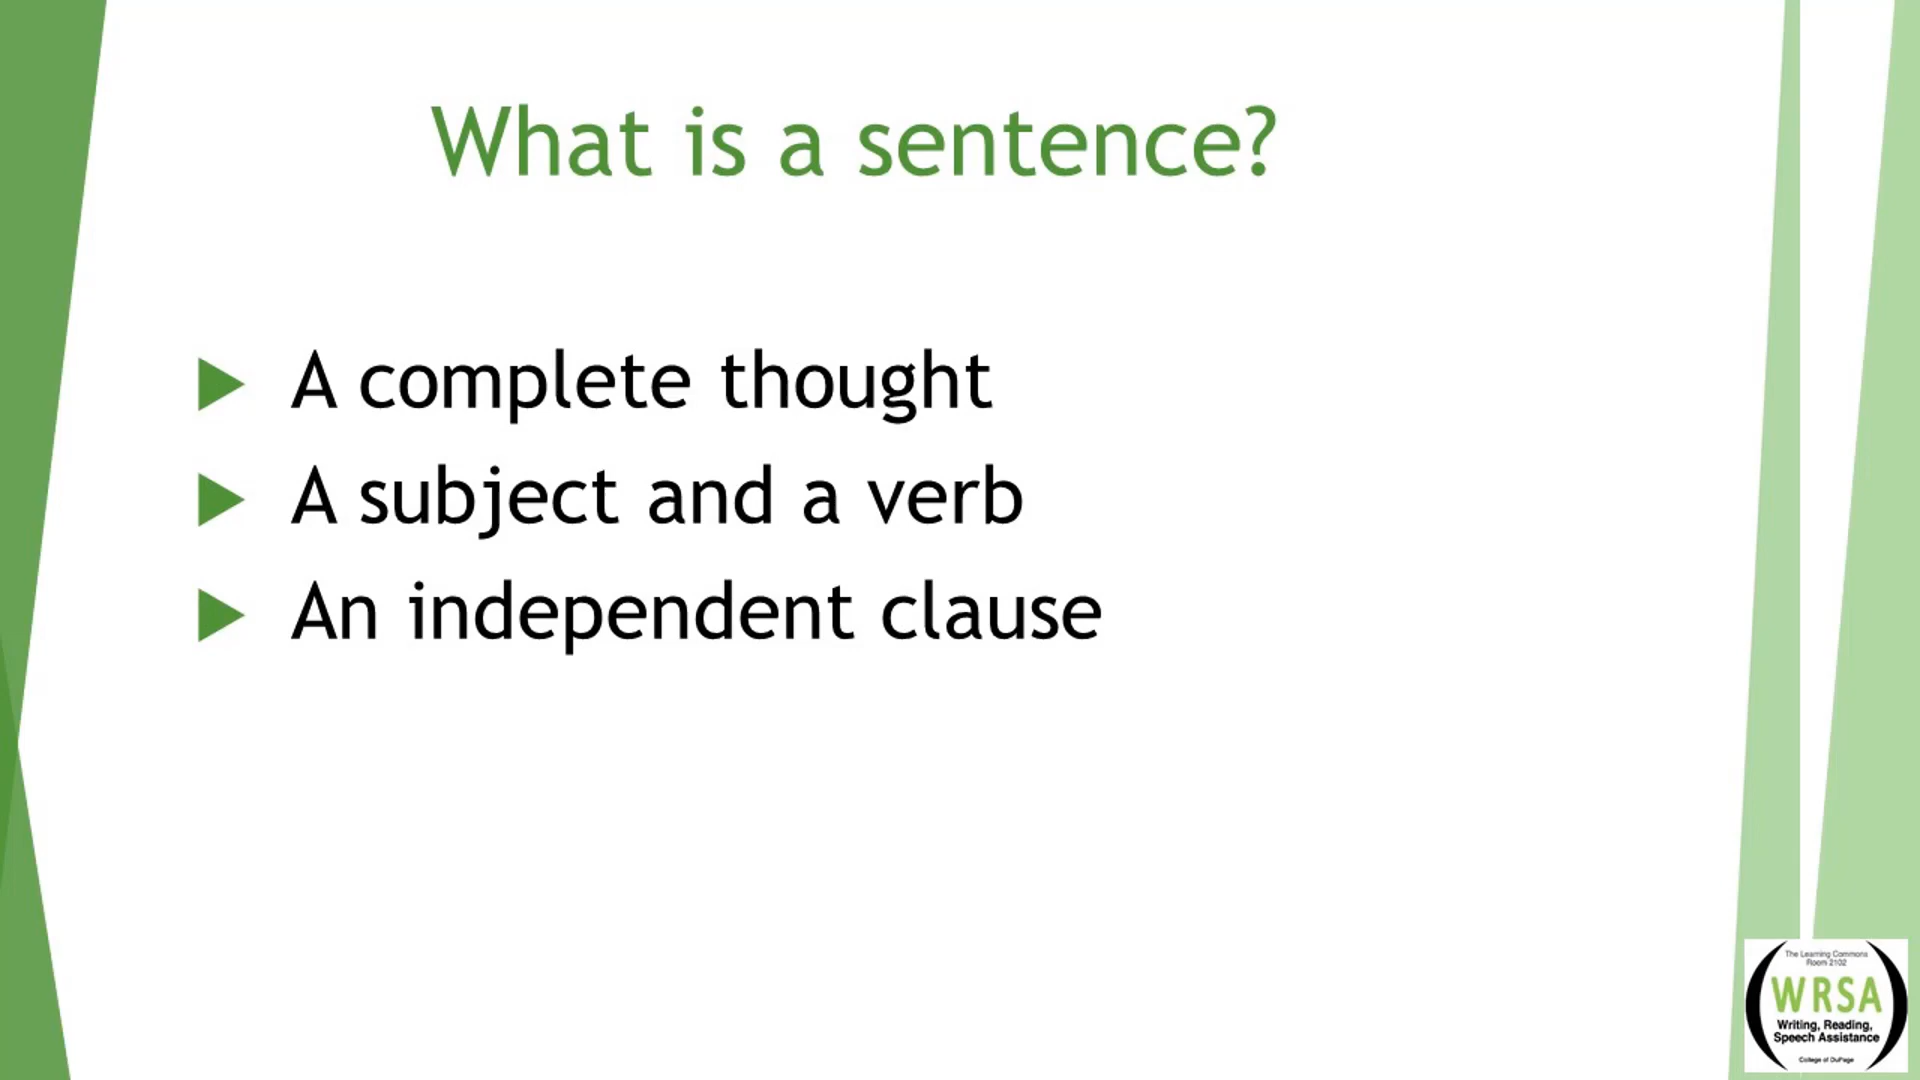 What is a sentence?
A complete thought
A subject and a verb
An independent clause
The Learning Commons
Room 2102
WRSA
Writing, Reading,
Speech Assistance
College of DuPage